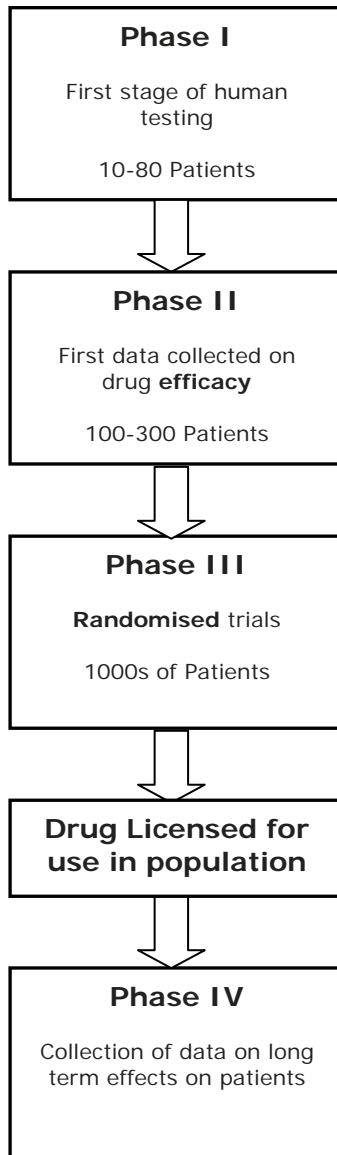 Phase I
First stage of human
testing
10-80 Patients
Phase II
First data collected on
drug efficacy
100-300 Patients
Phase III
Randomised trials
1000s of Patients
Drug Licensed for
use in population
Phase IV
Collection of data on long
term effects on patients